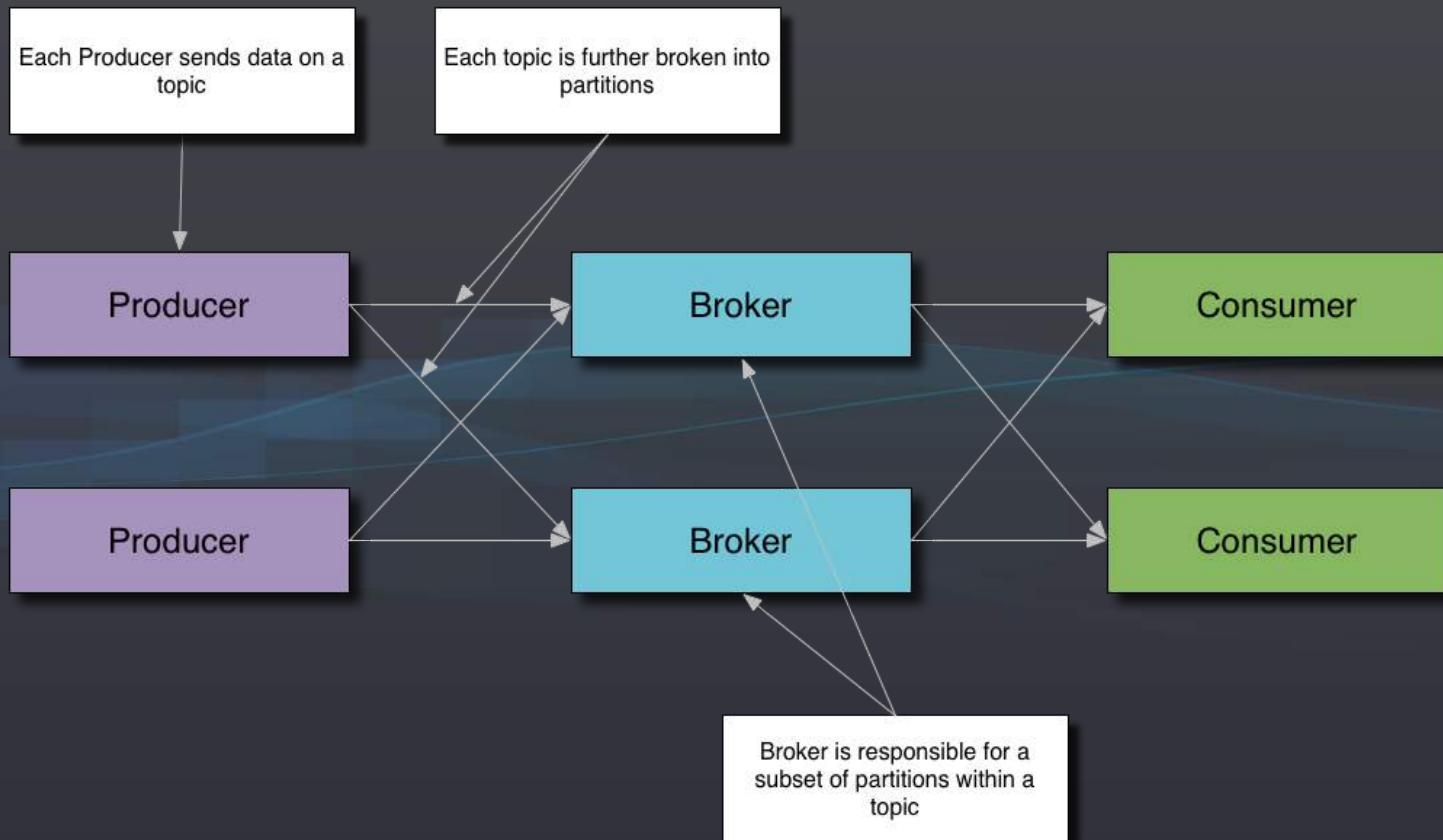 Each Producer sends data on a
topic
Each topic is further broken into
partitions
Producer
Broker
Consumer
Producer
Broker
Consumer
Broker is responsible for a
subset of partitions within a
topic